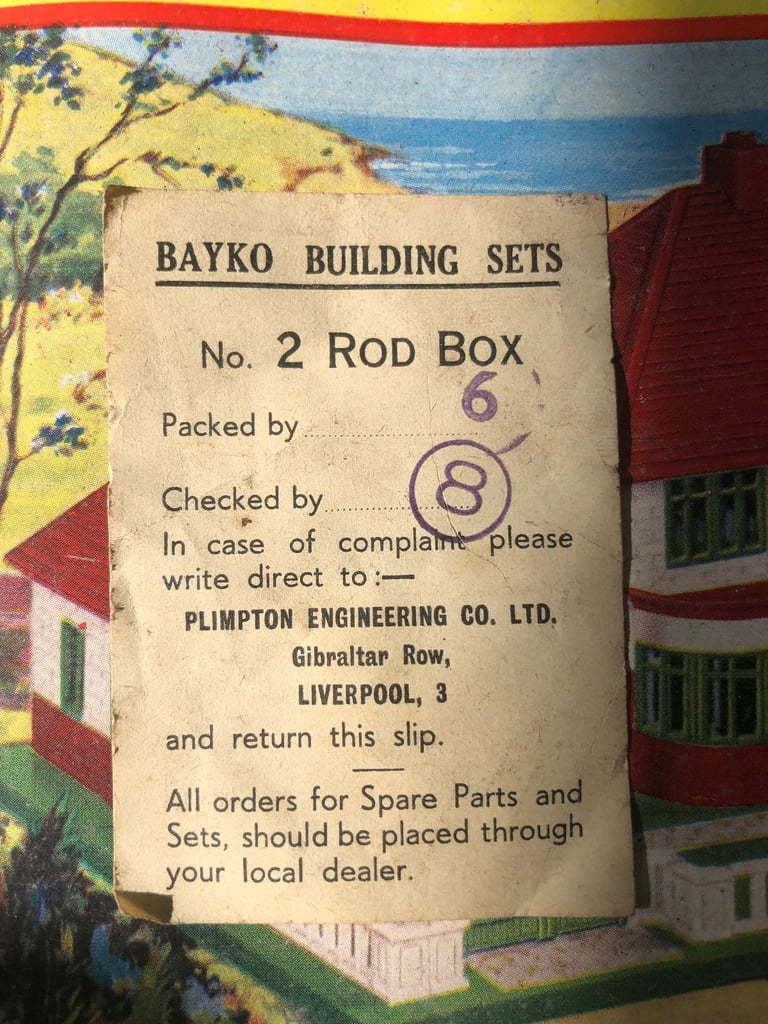 BAYKO BUILDING SETS
No. 2 ROD BOX
6
Packed by
8
Checked by
In case of complaint please
write direct to:—
PLIMPTON ENGINEERING CO. LTD.
Gibraltar Row,
LIVERPOOL, 3
and return this slip.
All orders for Spare Parts and
Sets, should be placed through
your local dealer.